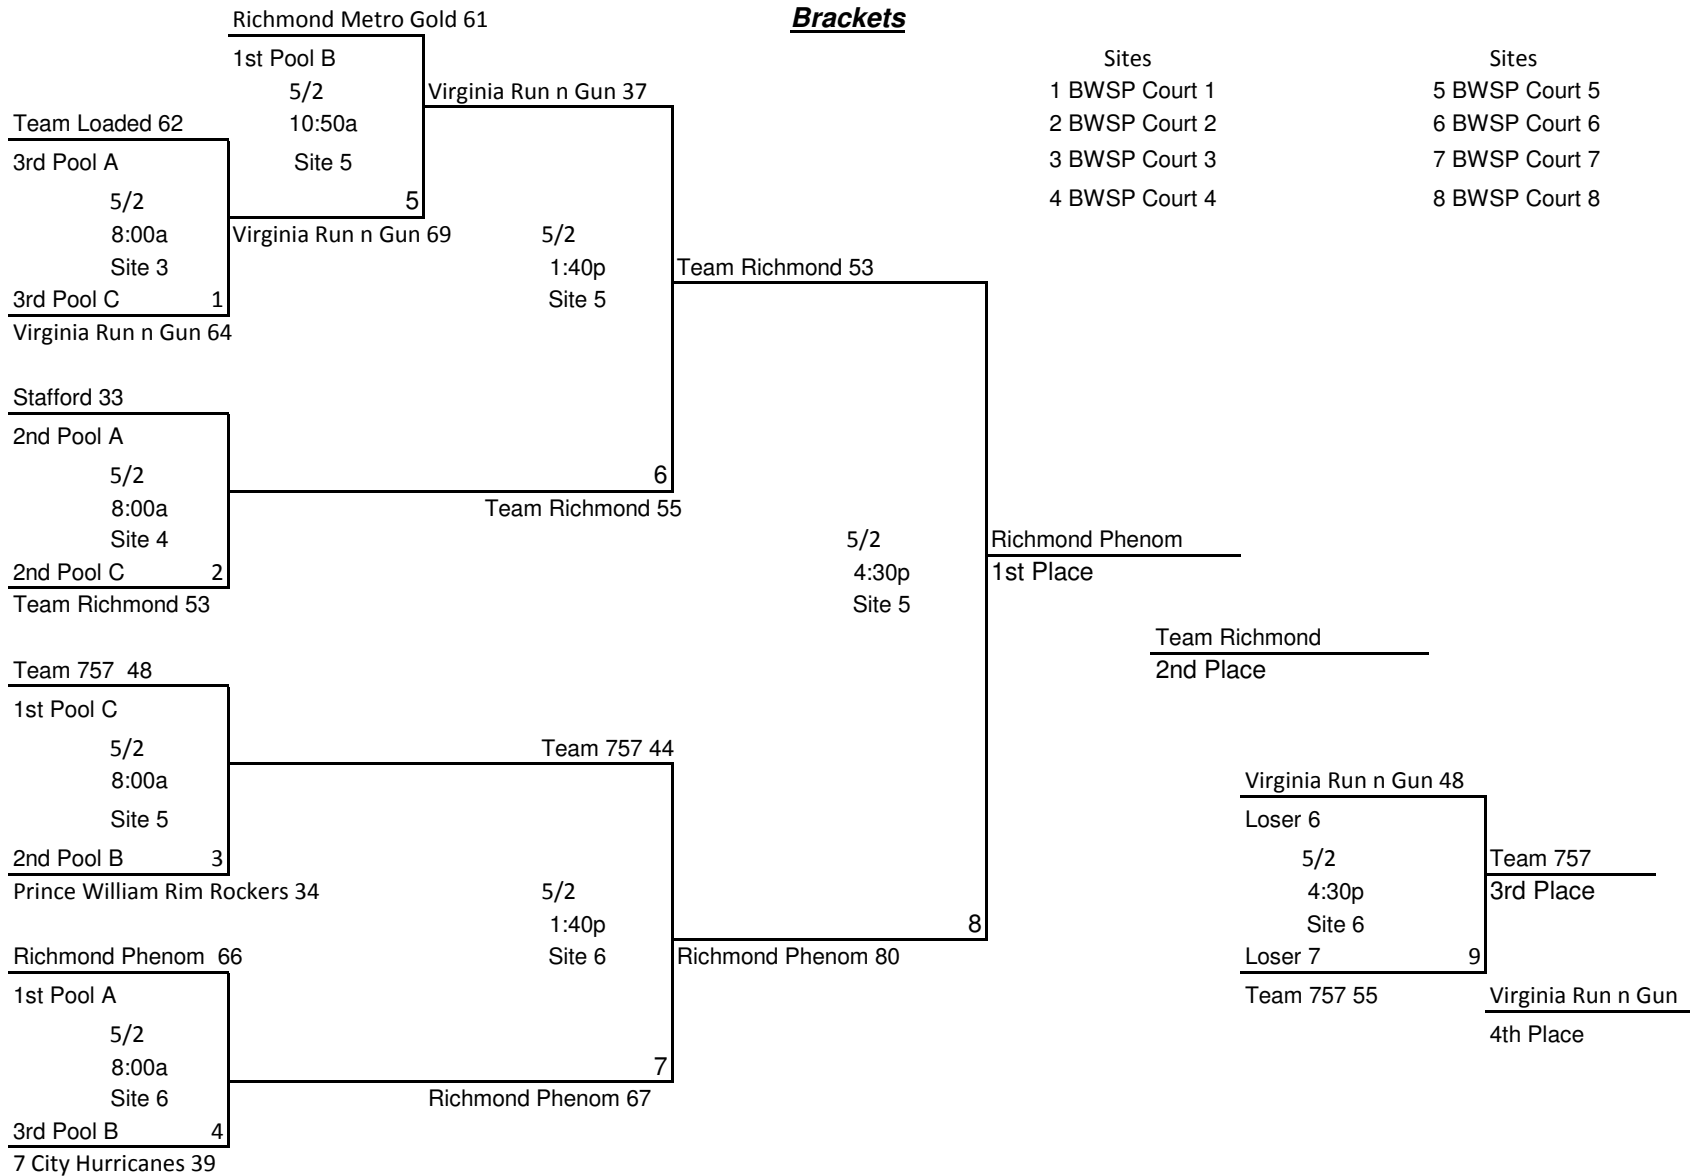 Brackets
Richmond Metro Gold 61
1st Pool B
5/2
10:50a
Site 5
5
Virginia Run n Gun 37
Sites
1 BWSP Court 1
2 BWSP Court 2
3 BWSP Court 3
4 BWSP Court 4
Sites
5 BWSP Court 5
6 BWSP Court 6
7 BWSP Court 7
8 BWSP Court 8
Team Loaded 62
3rd Pool A
5/2
8:00a
Site 3
3rd Pool C 1
Virginia Run n Gun 64
Virginia Run n Gun 69
5/2
1:40p
Site 5
Team Richmond 53
Stafford 33
2nd Pool A
5/2
8:00a
Site 4
2nd Pool C 2
Team Richmond 53
6
Team Richmond 55
5/2
4:30p
Site 5
Richmond Phenom
1st Place
Team Richmond
2nd Place
Team 757 48
1st Pool C
5/2
8:00a
Site 5
2nd Pool B 3
Prince William Rim Rockers 34
Team 757 44
5/2
1:40p
Site 6
8
Richmond Phenom 80
Richmond Phenom 66
1st Pool A
5/2
8:00a
Site 6
3rd Pool B 4
7 City Hurricanes 39
7
Richmond Phenom 67
Virginia Run n Gun 48
Loser 6
5/2
4:30p
Site 6
Loser 7 9
Team 757 55
Team 757
3rd Place
Virginia Run n Gun
4th Place